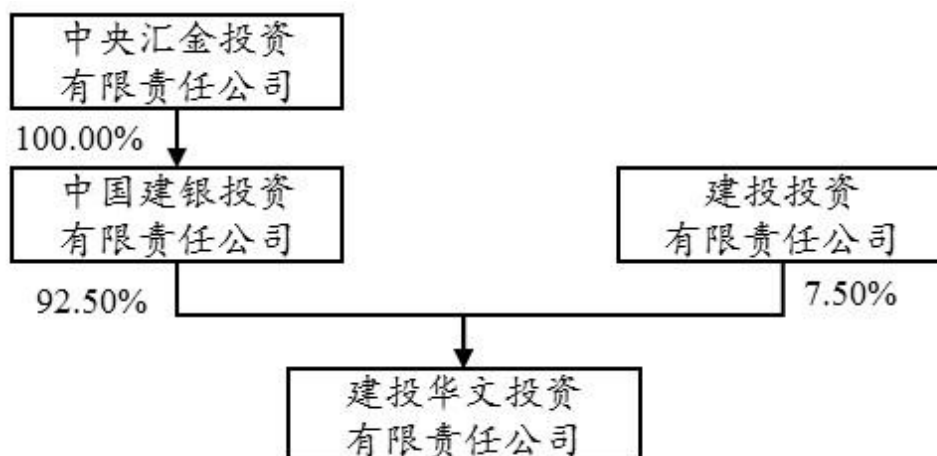 中央汇金投资
有限责任公司
100.00%
中国建银投资
有限责任公司
建投投资
有限责任公司
92.50%
7.50%
建投华文投资
有限责任公司